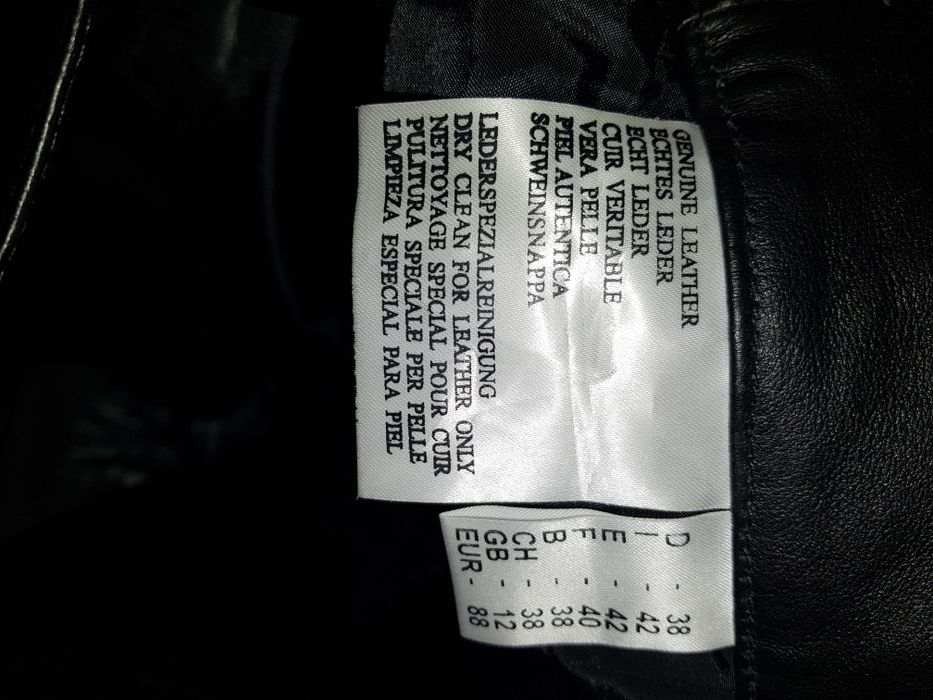 GENUINE LEATHER
ECHTES LEDER
ECHT LEDER
CUIR VERITABLE
VERA PELLE
PIEL AUTENTICA
SCHWEINSNAPPA
LEDERSPEZIALREINIGUNG
DRY CLEAN FOR LEATHER ONLY
NETTOYAGE SPECIAL POUR CUIR
PULITURA SPECIALE PER PELLE
LIMPIEZA ESPECIAL PARA PIEL
D - 38
I - 42
E - 42
F - 40
B - 38
CH - 38
GB - 12
EUR - 88